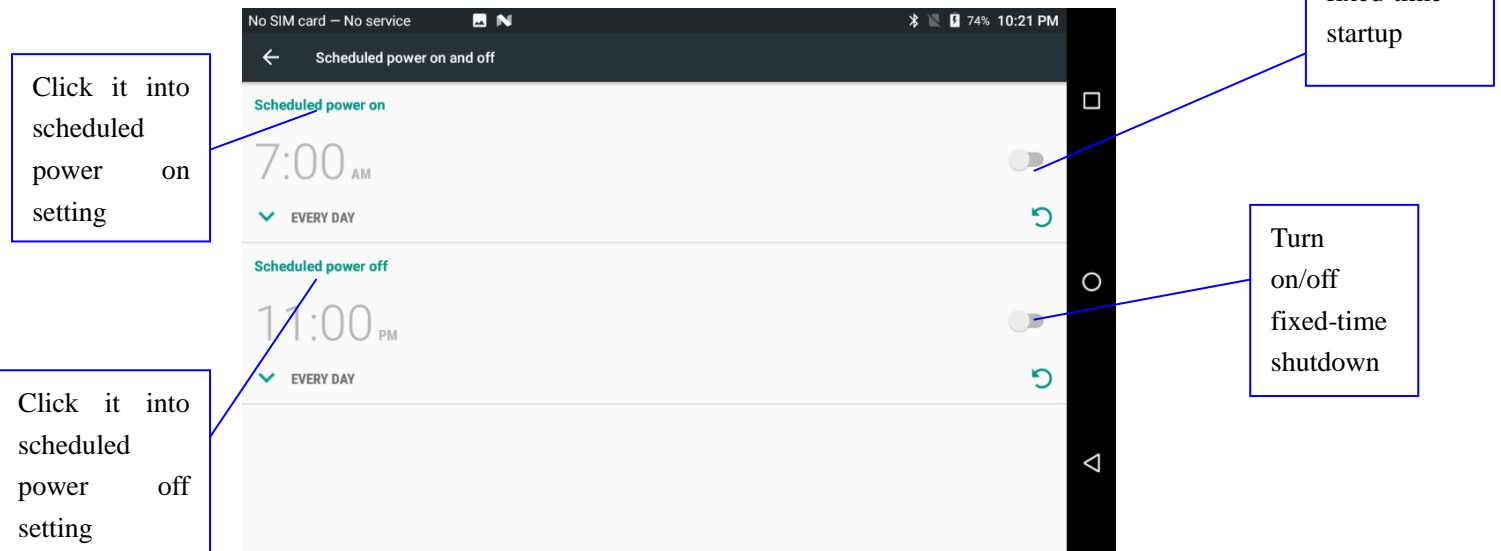 fixed-time
startup
No SIM card — No service
74% 10:21 PM
Scheduled power on and off
Click it into
scheduled
power on
setting
Scheduled power on
7:00 AM
EVERY DAY
Turn
on/off
fixed-time
shutdown
Scheduled power off
11:00 PM
EVERY DAY
Click it into
scheduled
power off
setting